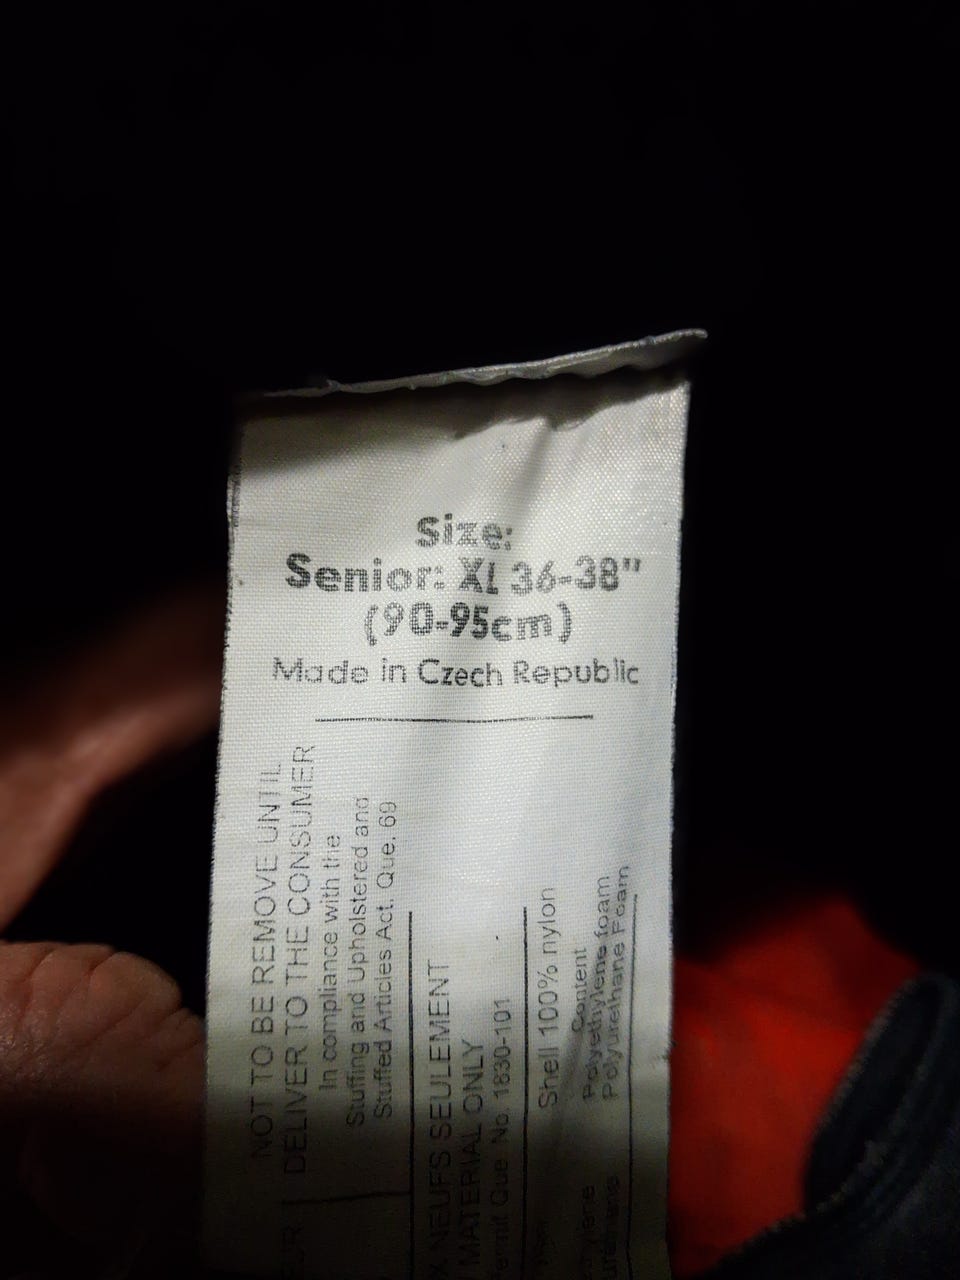 Size:
Senior: XL 36-38"
(90-95cm)
Made in Czech Republic
NOT TO BE REMOVE UNTIL
DELIVER TO THE CONSUMER
In compliance with the
Stuffing and Upholstered and
Stuffed Articles Act. Que. 69
NEUFS SEULEMENT
MATERIAL ONLY
Que. No. 1830-101
Shell 100% nylon
Content
Polyethylene foam
Polyurethane Foam